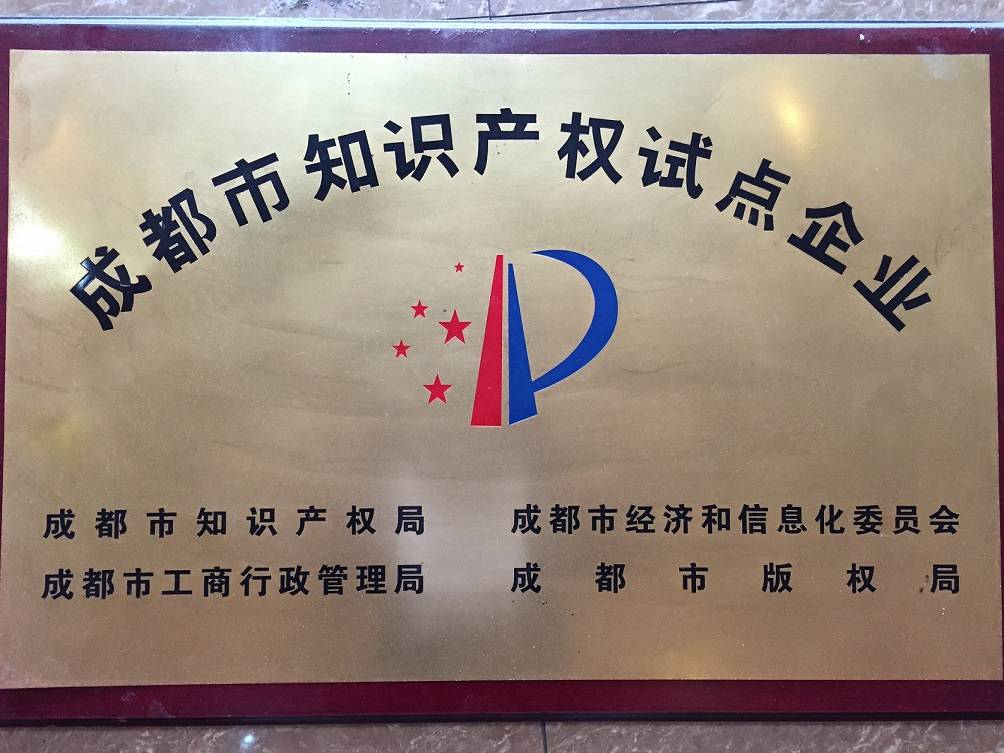 成都市知识产权试点企业
成都市知识产权局
成都市经济和信息化委员会
成都市工商行政管理局
成都市版权局